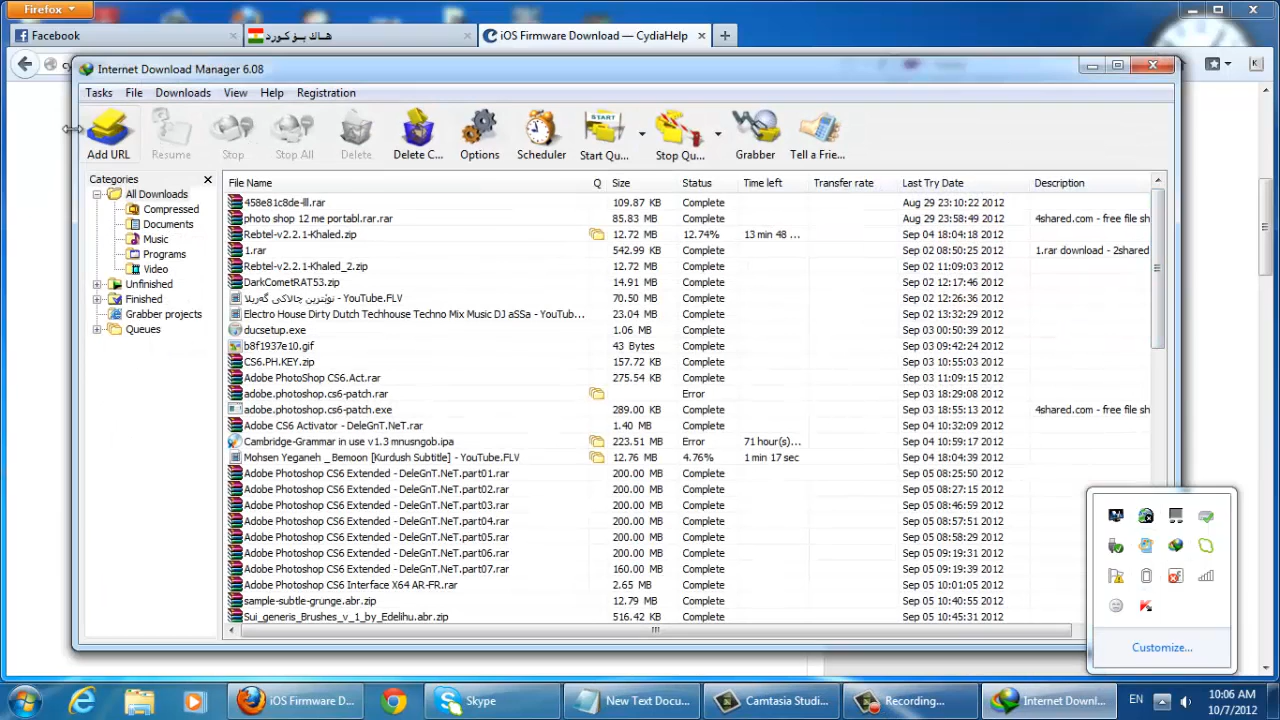 Firefox
Facebook
هاك بـۆ كـورد
iOS Firmware Download — CydiaHelp
Internet Download Manager 6.08
Tasks File Downloads View Help Registration
Add URL Resume Stop Stop All Delete Delete C... Options Scheduler Start Qu... Stop Qu... Grabber Tell a Frie...
START
Categories
All Downloads
Compressed
Documents
Music
Programs
Video
Unfinished
Finished
Grabber projects
Queues
File Name Q Size Status Time left Transfer rate Last Try Date Description
458e81c8de-lll.rar 109.87 KB Complete Aug 29 23:10:22 2012
photo shop 12 me portabl.rar.rar 85.83 MB Complete Aug 29 23:58:49 2012 4shared.com - free file sh
Rebtel-v2.2.1-Khaled.zip 12.72 MB 12.74% 13 min 48 ... Sep 04 18:04:18 2012
1.rar 542.99 KB Complete Sep 02 08:50:25 2012 1.rar download - 2shared
Rebtel-v2.2.1-Khaled_2.zip 12.72 MB Complete Sep 02 11:09:03 2012
DarkCometRAT53.zip 14.91 MB Complete Sep 02 12:17:46 2012
نوێترین چالاکی گەریلا - YouTube.FLV 70.50 MB Complete Sep 02 12:26:36 2012
Electro House Dirty Dutch Techhouse Techno Mix Music DJ aSSa - YouTub... 23.04 MB Complete Sep 02 13:32:29 2012
ducsetup.exe 1.06 MB Complete Sep 03 00:50:39 2012
b8f1937e10.gif 43 Bytes Complete Sep 03 09:42:24 2012
CS6.PH.KEY.zip 157.72 KB Complete Sep 03 10:55:03 2012
Adobe PhotoShop CS6.Act.rar 275.54 KB Complete Sep 03 11:09:15 2012
adobe.photoshop.cs6-patch.rar Error Sep 03 18:29:08 2012
adobe.photoshop.cs6-patch.exe 289.00 KB Complete Sep 03 18:55:13 2012 4shared.com - free file sh
Adobe CS6 Activator - DeleGnT.NeT.rar 1.40 MB Complete Sep 04 10:32:09 2012
Cambridge-Grammar in use v1.3 mnusngob.ipa 223.51 MB Error 71 hour(s)... Sep 04 10:59:17 2012
Mohsen Yeganeh _ Bemoon [Kurdush Subtitle] - YouTube.FLV 12.76 MB 4.76% 1 min 17 sec Sep 04 18:04:39 2012
Adobe Photoshop CS6 Extended - DeleGnT.NeT.part01.rar 200.00 MB Complete Sep 05 08:25:50 2012
Adobe Photoshop CS6 Extended - DeleGnT.NeT.part02.rar 200.00 MB Complete Sep 05 08:27:15 2012
Adobe Photoshop CS6 Extended - DeleGnT.NeT.part03.rar 200.00 MB Complete Sep 05 08:46:59 2012
Adobe Photoshop CS6 Extended - DeleGnT.NeT.part04.rar 200.00 MB Complete Sep 05 08:57:51 2012
Adobe Photoshop CS6 Extended - DeleGnT.NeT.part05.rar 200.00 MB Complete Sep 05 08:58:29 2012
Adobe Photoshop CS6 Extended - DeleGnT.NeT.part06.rar 200.00 MB Complete Sep 05 09:19:31 2012
Adobe Photoshop CS6 Extended - DeleGnT.NeT.part07.rar 160.00 MB Complete Sep 05 09:19:39 2012
Adobe Photoshop CS6 Interface X64 AR-FR.rar 2.65 MB Complete Sep 05 10:01:05 2012
sample-subtle-grunge.abr.zip 12.79 MB Complete Sep 05 10:40:55 2012
Sui_generis_Brushes_v_1_by_Edelihu.abr.zip 516.42 KB Complete Sep 05 10:45:31 2012
Customize...
iOS Firmware D... Skype New Text Docu... Camtasia Studi... Recording... Internet Downl... EN 10:06 AM
10/7/2012